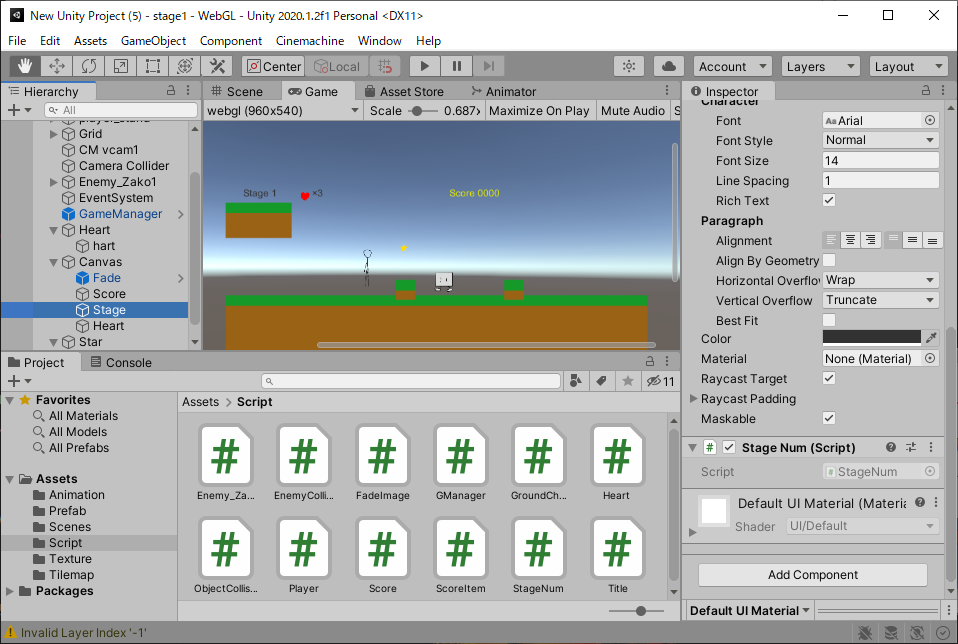 New Unity Project (5) - stage1 - WebGL - Unity 2020.1.2f1 Personal <DX11>
File Edit Assets GameObject Component Cinemachine Window Help
Center Local Account Layers Layout
Hierarchy
All
Grid
CM vcam1
Camera Collider
Enemy_Zako1
EventSystem
GameManager
Heart
hart
Canvas
Fade
Score
Stage
Heart
Star
Scene Game Asset Store Animator
webgl (960x540) Scale 0.687x Maximize On Play Mute Audio S
Stage 1 ×3 Score 0000
Inspector
Character
Font Arial
Font Style Normal
Font Size 14
Line Spacing 1
Rich Text
Paragraph
Alignment
Align By Geometry
Horizontal Overflow Wrap
Vertical Overflow Truncate
Best Fit
Color
Material None (Material)
Raycast Target
Raycast Padding
Maskable
Stage Num (Script)
Script StageNum
Default UI Material (Materia
Shader UI/Default
Add Component
Default UI Material
Project Console
11
Favorites
All Materials
All Models
All Prefabs
Assets
Animation
Prefab
Scenes
Script
Texture
Tilemap
Packages
Assets > Script
Enemy_Za... EnemyColli... FadeImage GManager GroundCh... Heart
ObjectCollis... Player Score ScoreItem StageNum Title
Invalid Layer Index '-1'